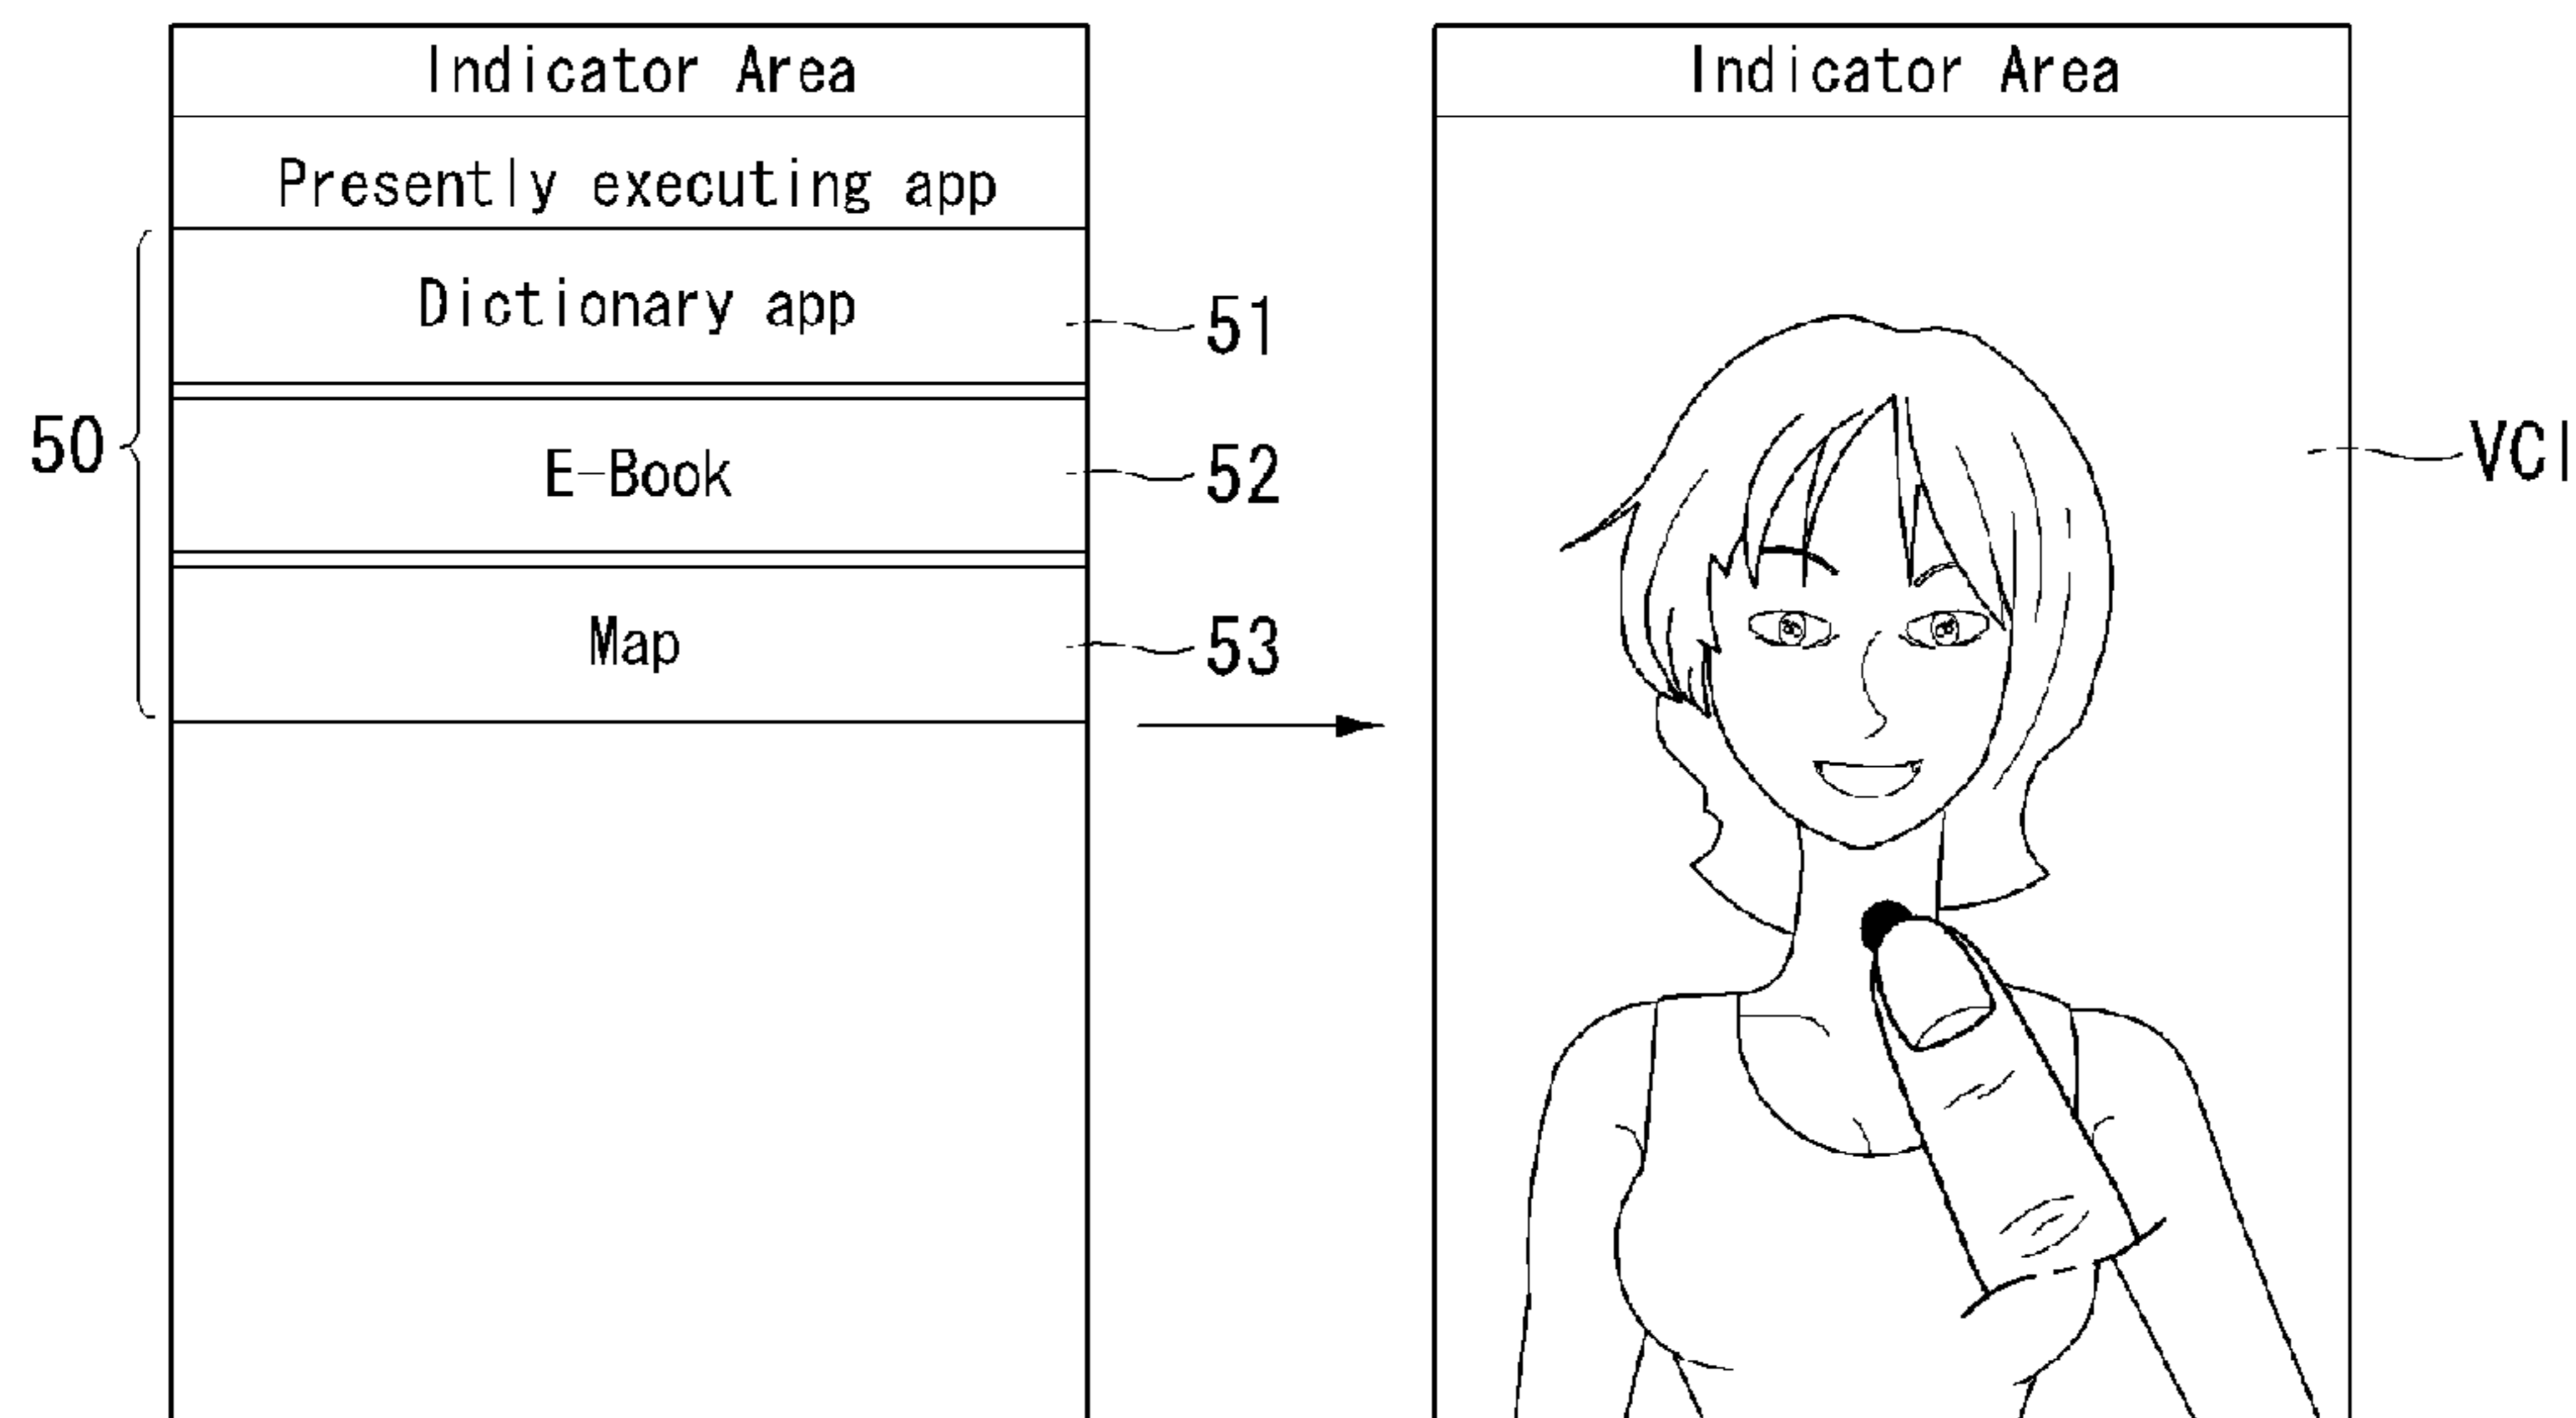 Indicator Area
Presently executing app
Dictionary app
51
50
E-Book
52
Map
53
Indicator Area
VCI